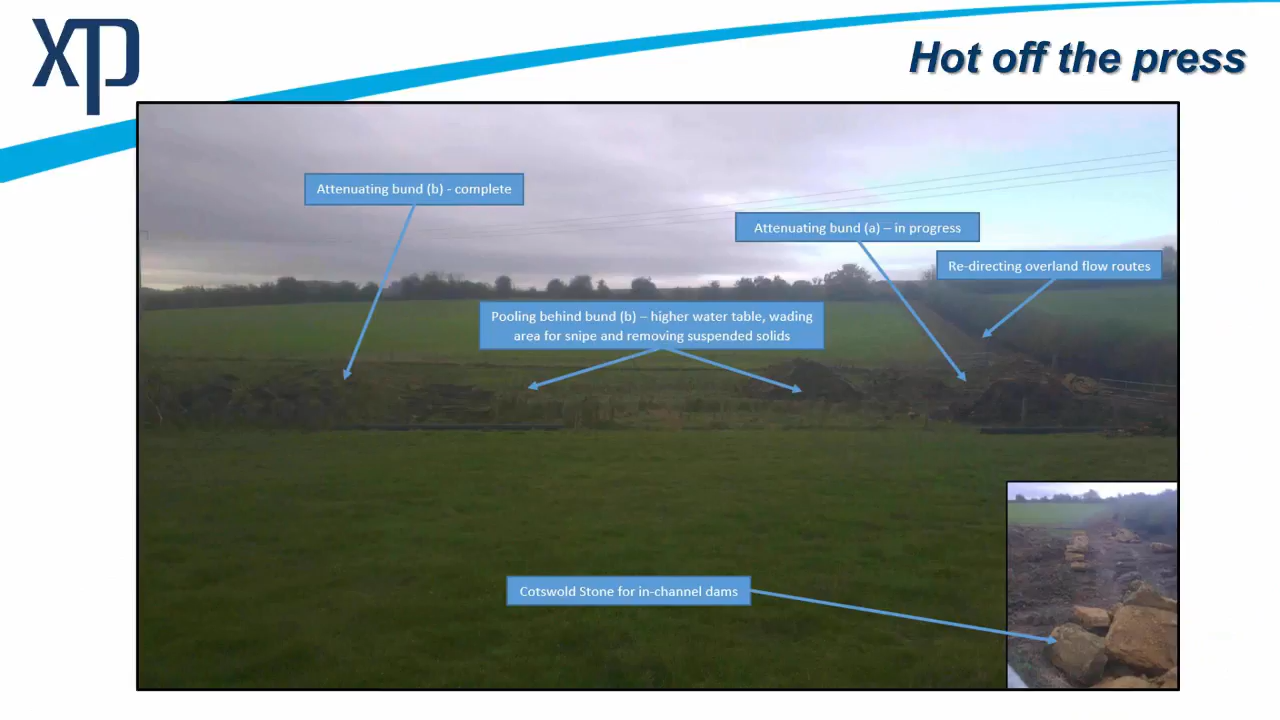 XP
Hot off the press
Attenuating bund (b) - complete
Attenuating bund (a) – in progress
Re-directing overland flow routes
Pooling behind bund (b) – higher water table, wading
area for snipe and removing suspended solids
Cotswold Stone for in-channel dams